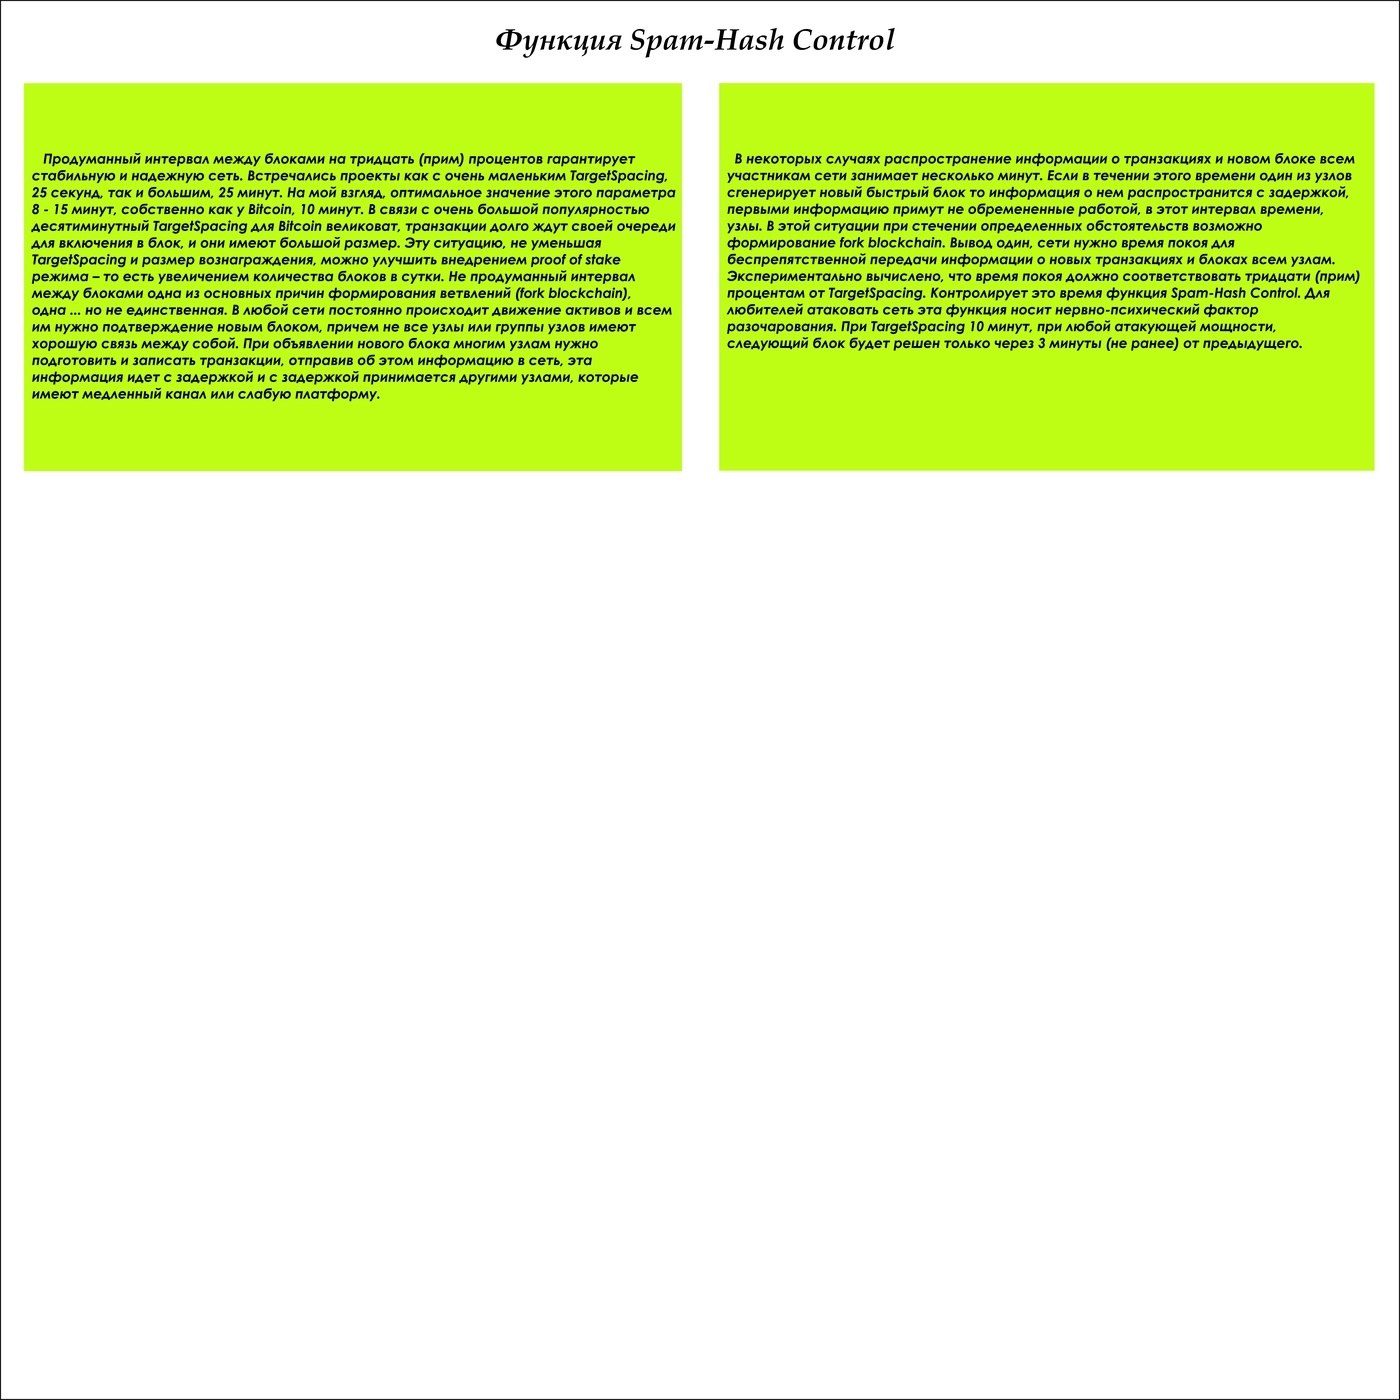 Функция Spam-Hash Control
Продуманный интервал между блоками на тридцать (прим) процентов гарантирует
стабильную и надежную сеть. Встречались проекты как с очень маленьким TargetSpacing,
25 секунд, так и большим, 25 минут. На мой взгляд, оптимальное значение этого параметра
8 - 15 минут, собственно как у Bitcoin, 10 минут. В связи с очень большой популярностью
десятиминутный TargetSpacing для Bitcoin великоват, транзакции долго ждут своей очереди
для включения в блок, и они имеют большой размер. Эту ситуацию, не уменьшая
TargetSpacing и размер вознаграждения, можно улучшить внедрением proof of stake
режима – то есть увеличением количества блоков в сутки. Не продуманный интервал
между блоками одна из основных причин формирования ветвлений (fork blockchain),
одна ... но не единственная. В любой сети постоянно происходит движение активов и всем
им нужно подтверждение новым блоком, причем не все узлы или группы узлов имеют
хорошую связь между собой. При объявлении нового блока многим узлам нужно
подготовить и записать транзакции, отправив об этом информацию в сеть, эта
информация идет с задержкой и с задержкой принимается другими узлами, которые
имеют медленный канал или слабую платформу.
В некоторых случаях распространение информации о транзакциях и новом блоке всем
участникам сети занимает несколько минут. Если в течении этого времени один из узлов
сгенерирует новый быстрый блок то информация о нем распространится с задержкой,
первыми информацию примут не обремененные работой, в этот интервал времени,
узлы. В этой ситуации при стечении определенных обстоятельств возможно
формирование fork blockchain. Вывод один, сети нужно время покоя для
беспрепятственной передачи информации о новых транзакциях и блоках всем узлам.
Экспериментально вычислено, что время покоя должно соответствовать тридцати (прим)
процентам от TargetSpacing. Контролирует это время функция Spam-Hash Control. Для
любителей атаковать сеть эта функция носит нервно-психический фактор
разочарования. При TargetSpacing 10 минут, при любой атакующей мощности,
следующий блок будет решен только через 3 минуты (не ранее) от предыдущего.